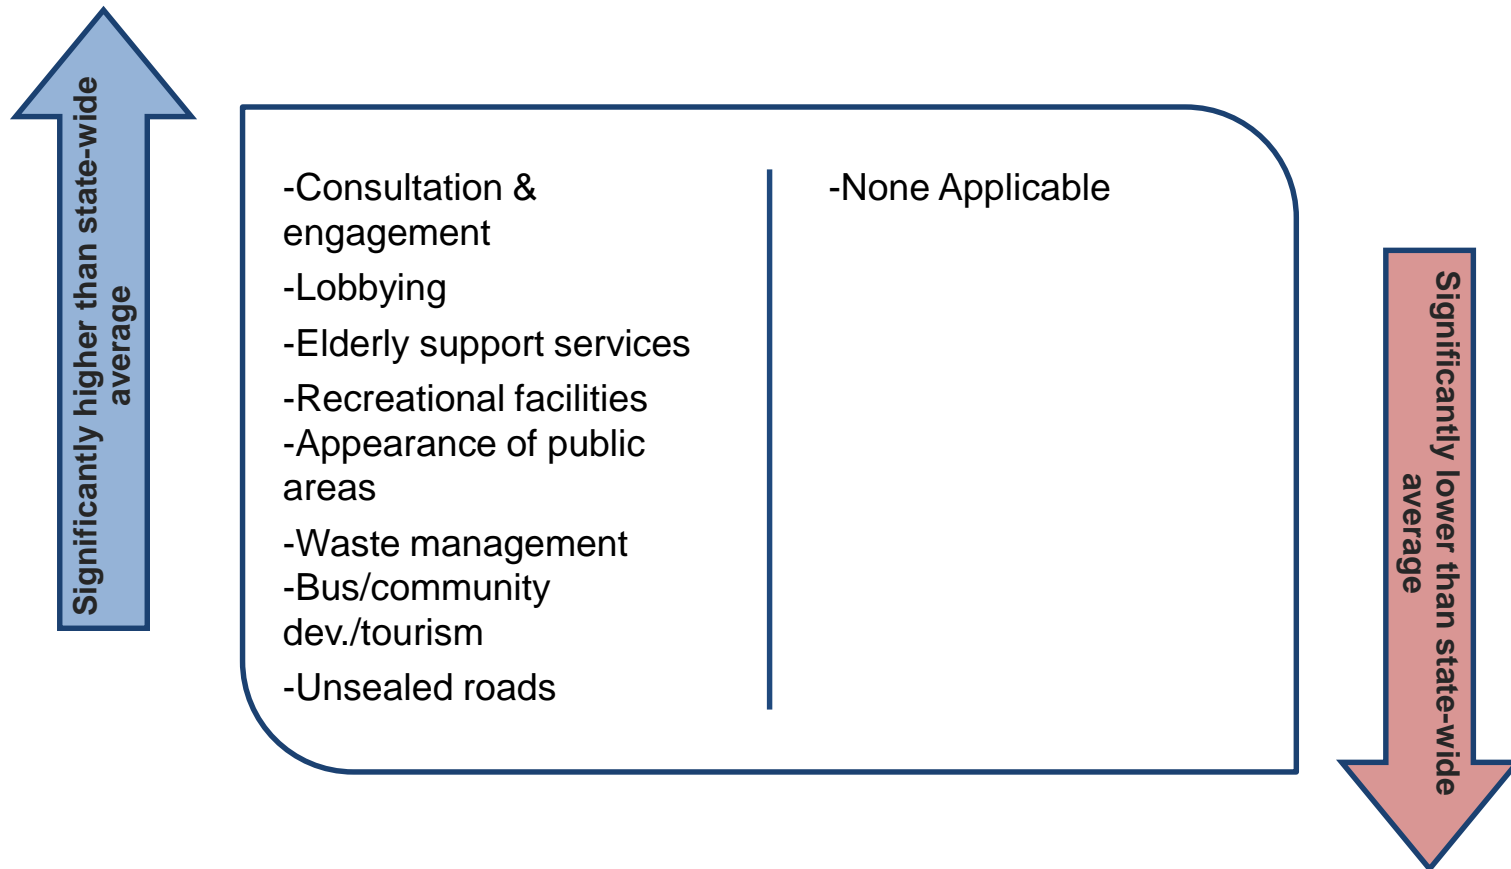 Significantly higher than state-wide
average
-Consultation &
engagement
-Lobbying
-Elderly support services
-Recreational facilities
-Appearance of public
areas
-Waste management
-Bus/community
dev./tourism
-Unsealed roads
-None Applicable
Significantly lower than state-wide
average